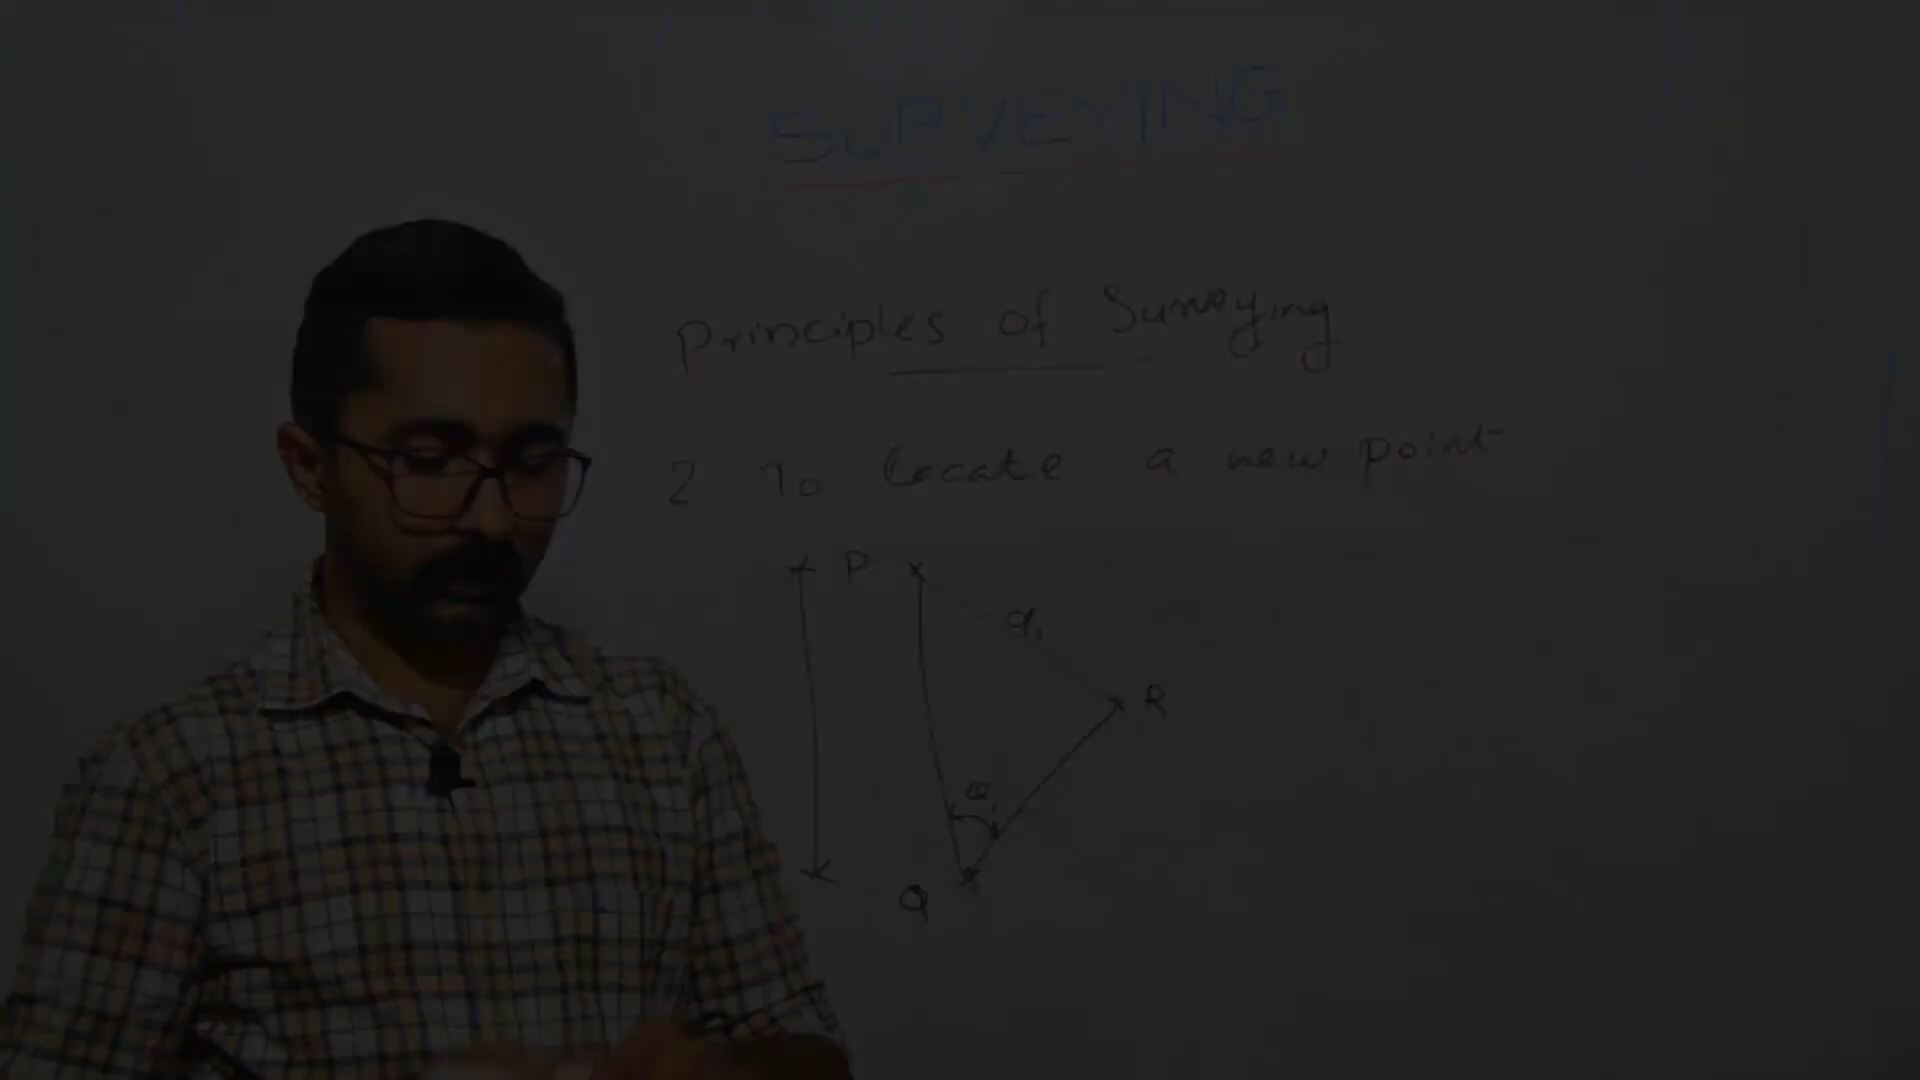 SURVEYING
Principles of Surveying
2 To locate a new point
P
R
Q